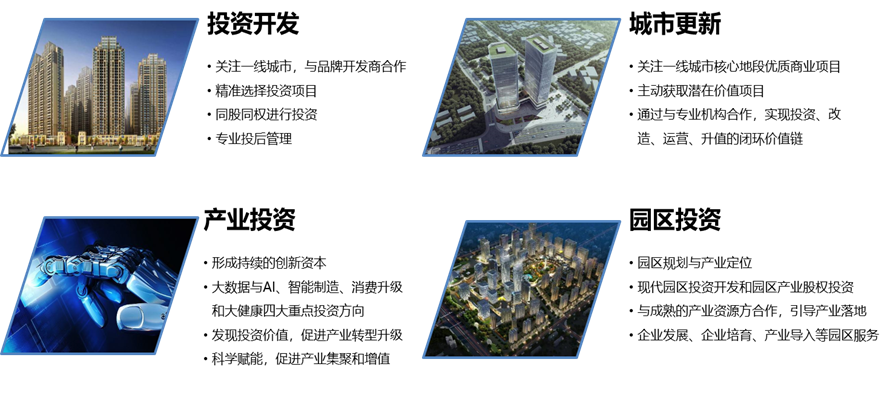 投资开发
• 关注一线城市，与品牌开发商合作
• 精准选择投资项目
• 同股同权进行投资
• 专业投后管理
城市更新
• 关注一线城市核心地段优质商业项目
• 主动获取潜在价值项目
• 通过与专业机构合作，实现投资、改
造、运营、升值的闭环价值链
产业投资
• 形成持续的创新资本
• 大数据与AI、智能制造、消费升级
和大健康四大重点投资方向
• 发现投资价值，促进产业转型升级
• 科学赋能，促进产业集聚和增值
园区投资
• 园区规划与产业定位
• 现代园区投资开发和园区产业股权投资
• 与成熟的产业资源方合作，引导产业落地
• 企业发展、企业培育、产业导入等园区服务